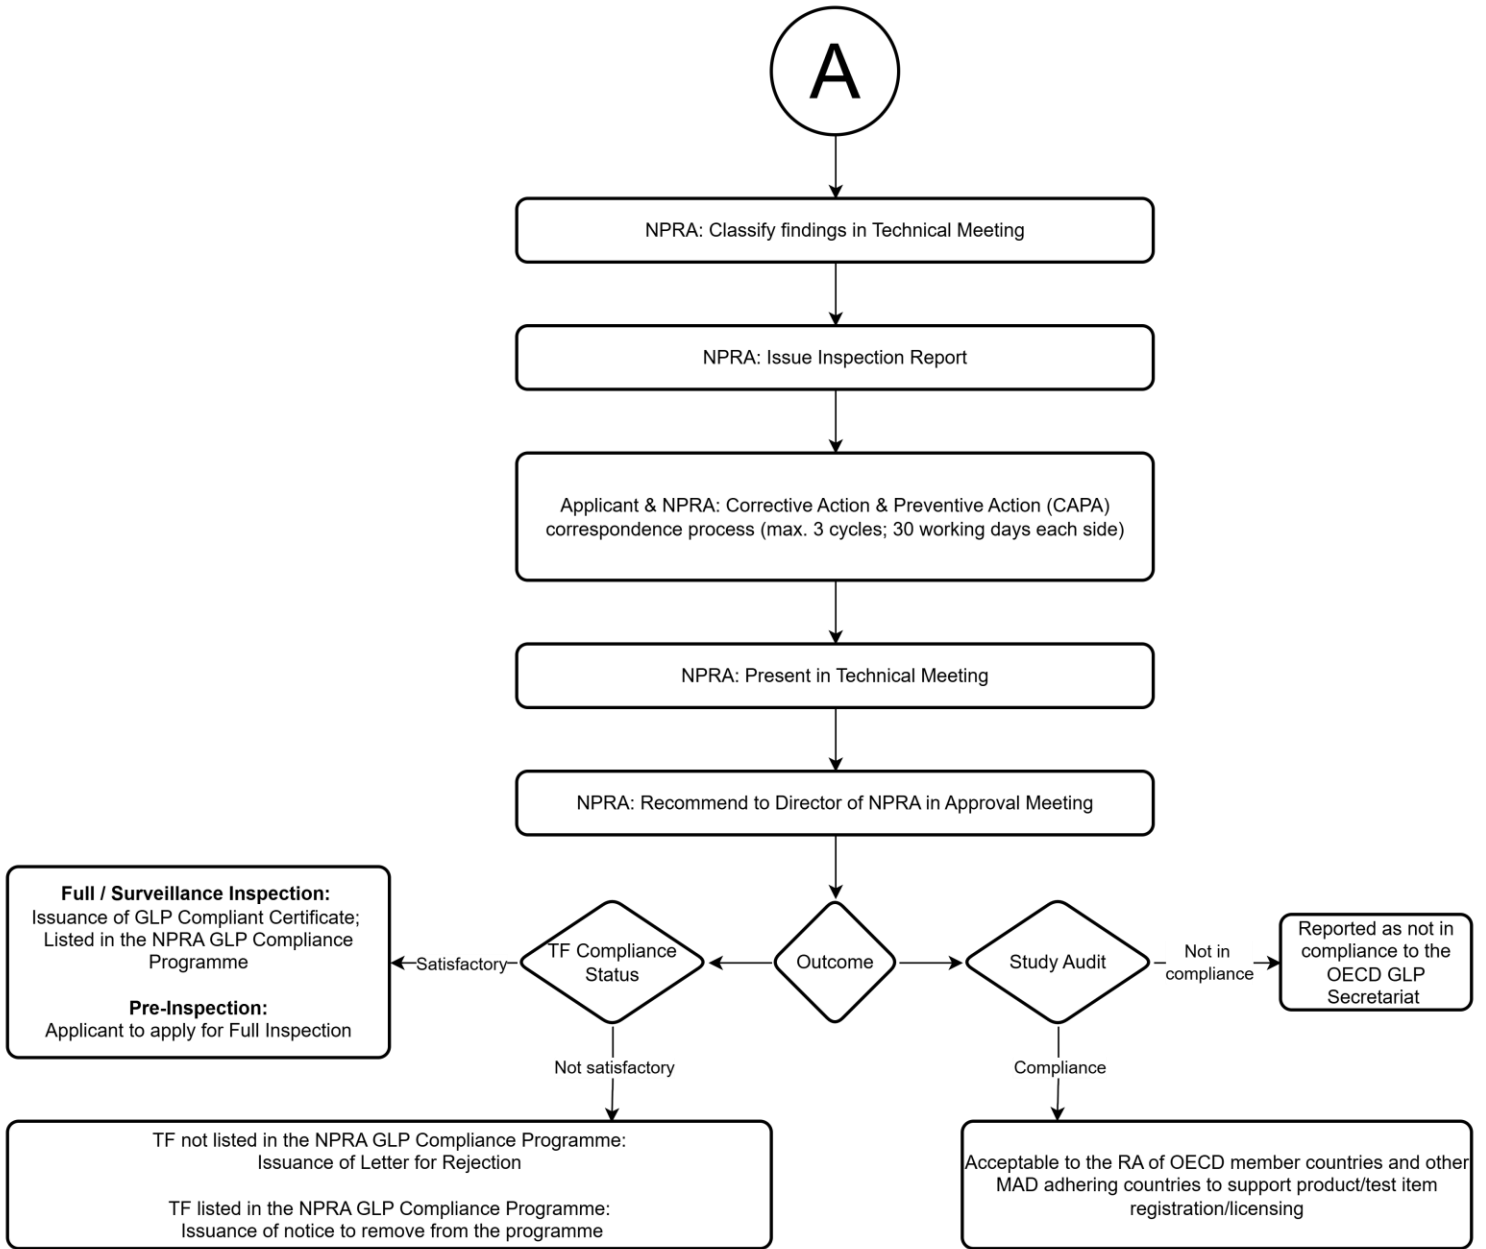 A
NPRA: Classify findings in Technical Meeting
NPRA: Issue Inspection Report
Applicant & NPRA: Corrective Action & Preventive Action (CAPA)
correspondence process (max. 3 cycles; 30 working days each side)
NPRA: Present in Technical Meeting
NPRA: Recommend to Director of NPRA in Approval Meeting
Full / Surveillance Inspection:
Issuance of GLP Compliant Certificate;
Listed in the NPRA GLP Compliance
Programme
Pre-Inspection:
Applicant to apply for Full Inspection
Satisfactory
TF Compliance
Status
Outcome
Study Audit
Not in
compliance
Reported as not in
compliance to the
OECD GLP
Secretariat
Not satisfactory
Compliance
TF not listed in the NPRA GLP Compliance Programme:
Issuance of Letter for Rejection
TF listed in the NPRA GLP Compliance Programme:
Issuance of notice to remove from the programme
Acceptable to the RA of OECD member countries and other
MAD adhering countries to support product/test item
registration/licensing